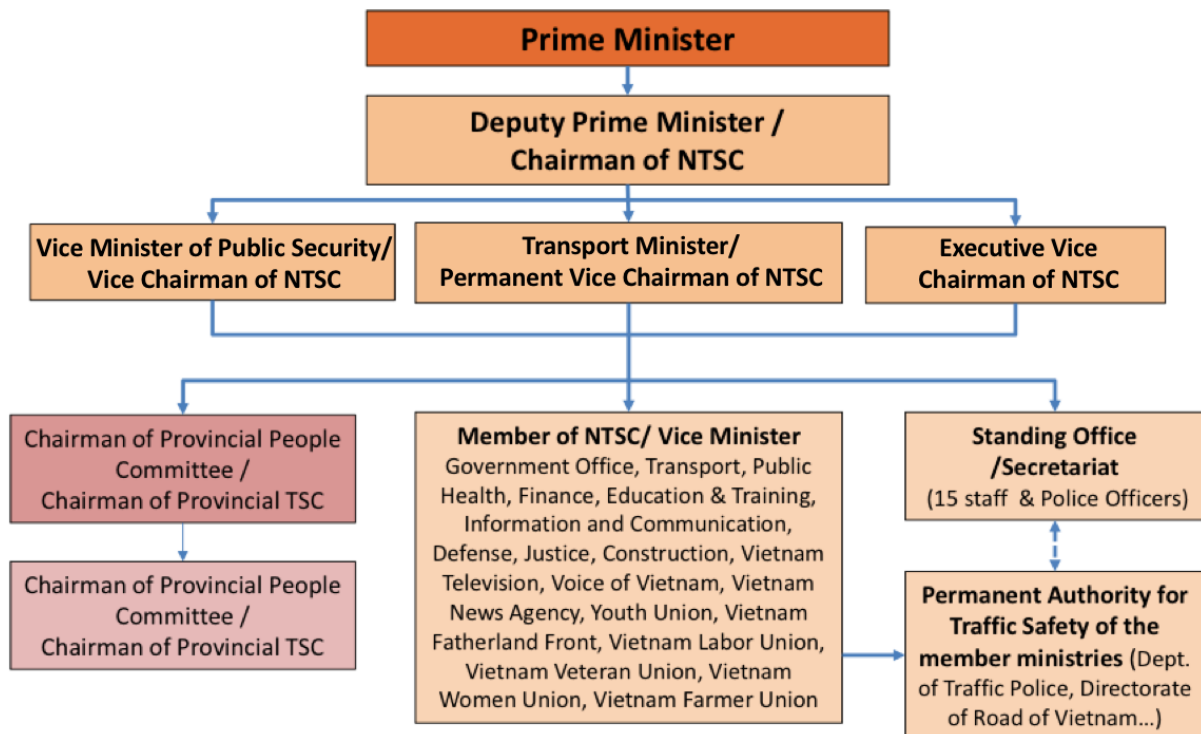 Prime Minister
Deputy Prime Minister /
Chairman of NTSC
Vice Minister of Public Security/
Vice Chairman of NTSC
Transport Minister/
Permanent Vice Chairman of NTSC
Executive Vice
Chairman of NTSC
Chairman of Provincial People
Committee /
Chairman of Provincial TSC
Chairman of Provincial People
Committee /
Chairman of Provincial TSC
Member of NTSC/ Vice Minister
Government Office, Transport, Public
Health, Finance, Education & Training,
Information and Communication,
Defense, Justice, Construction, Vietnam
Television, Voice of Vietnam, Vietnam
News Agency, Youth Union, Vietnam
Fatherland Front, Vietnam Labor Union,
Vietnam Veteran Union, Vietnam
Women Union, Vietnam Farmer Union
Standing Office
/Secretariat
(15 staff & Police Officers)
Permanent Authority for
Traffic Safety of the
member ministries (Dept.
of Traffic Police, Directorate
of Road of Vietnam...)